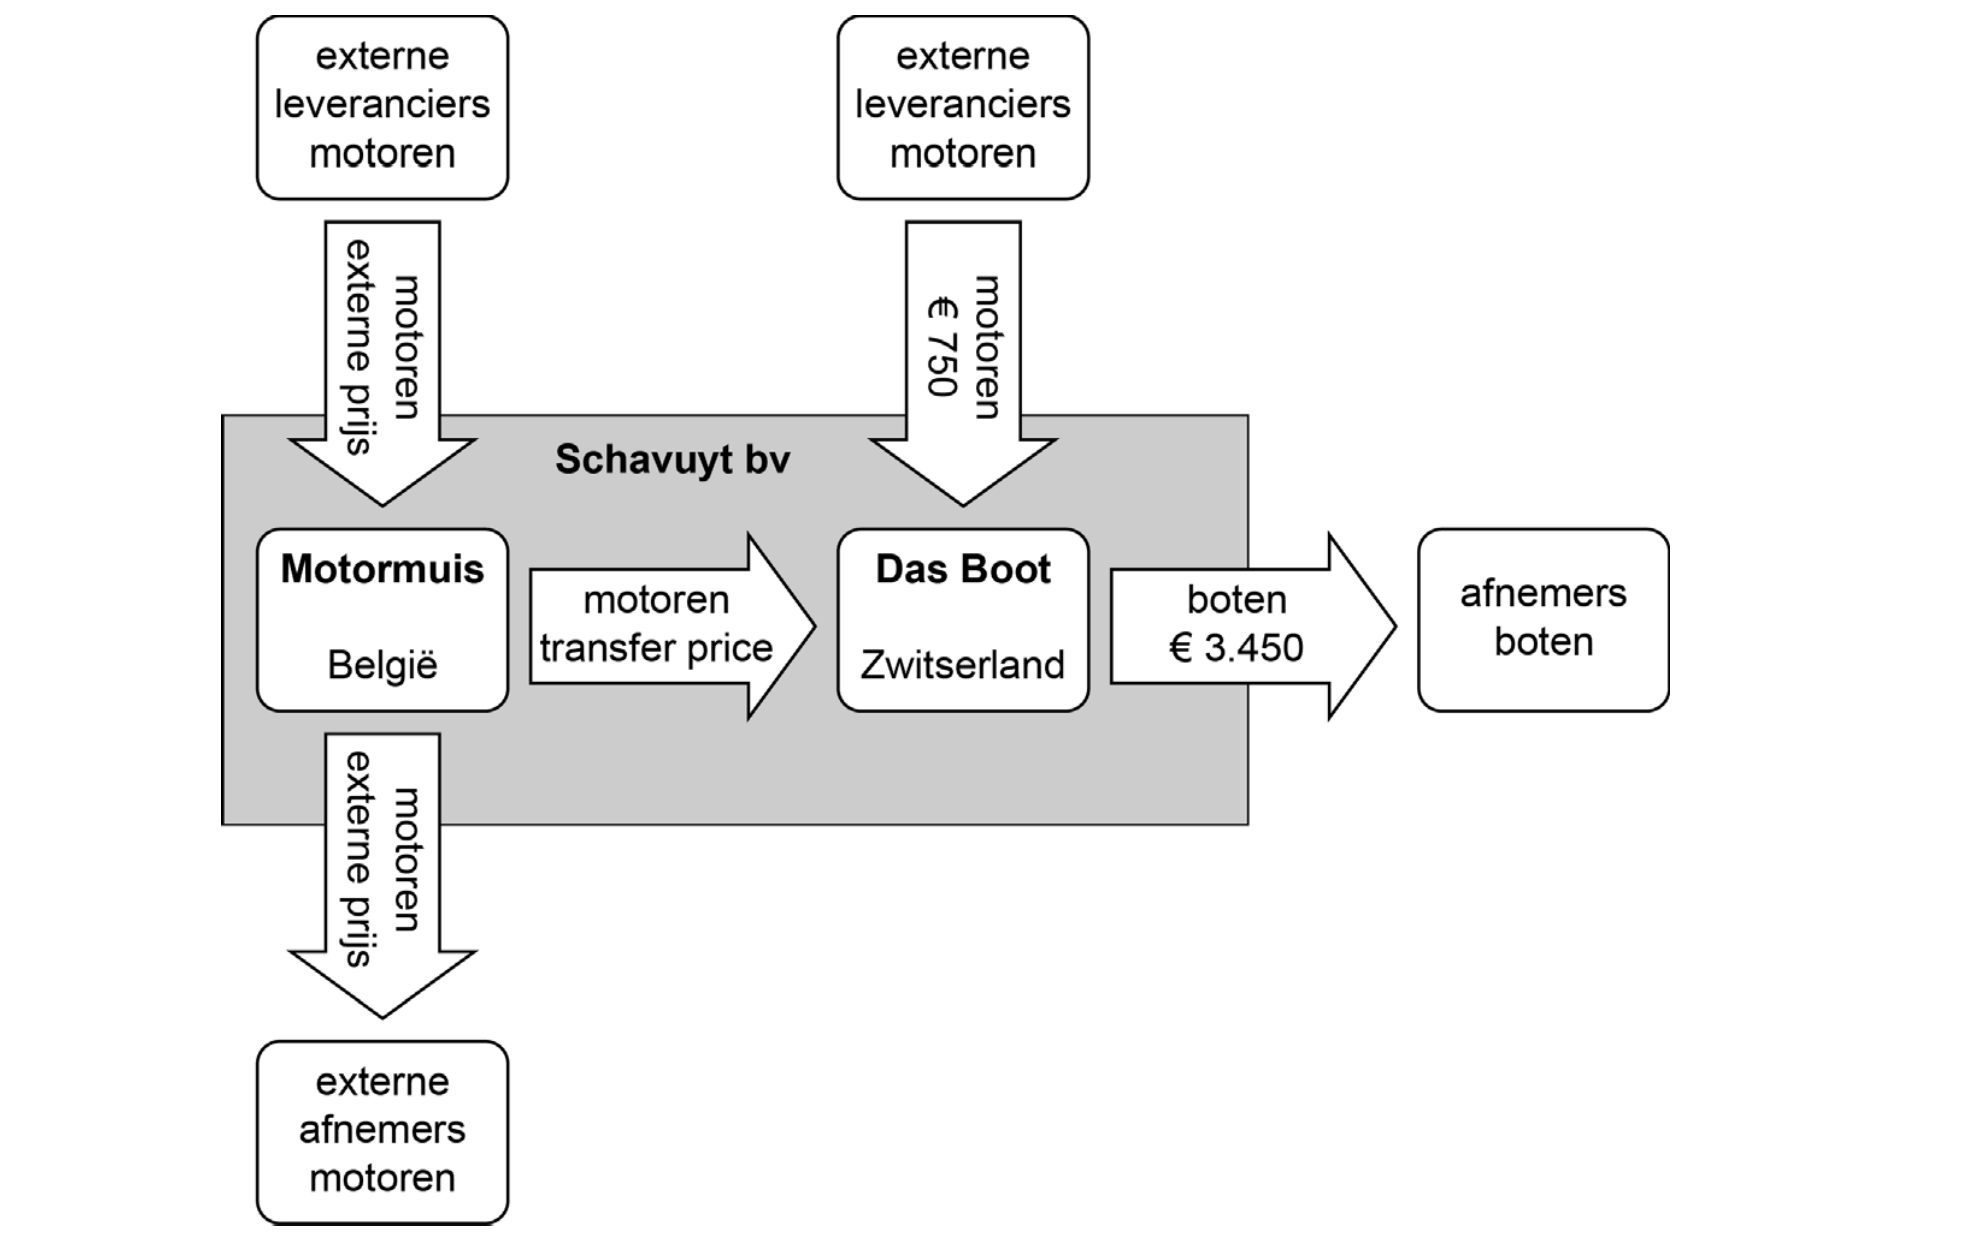 externe
leveranciers
motoren
externe
leveranciers
motoren
motoren
externe prijs
motoren
€ 750
Schavuyt bv
Motormuis
België
motoren
transfer price
Das Boot
Zwitserland
boten
€ 3.450
afnemers
boten
motoren
externe prijs
externe
afnemers
motoren